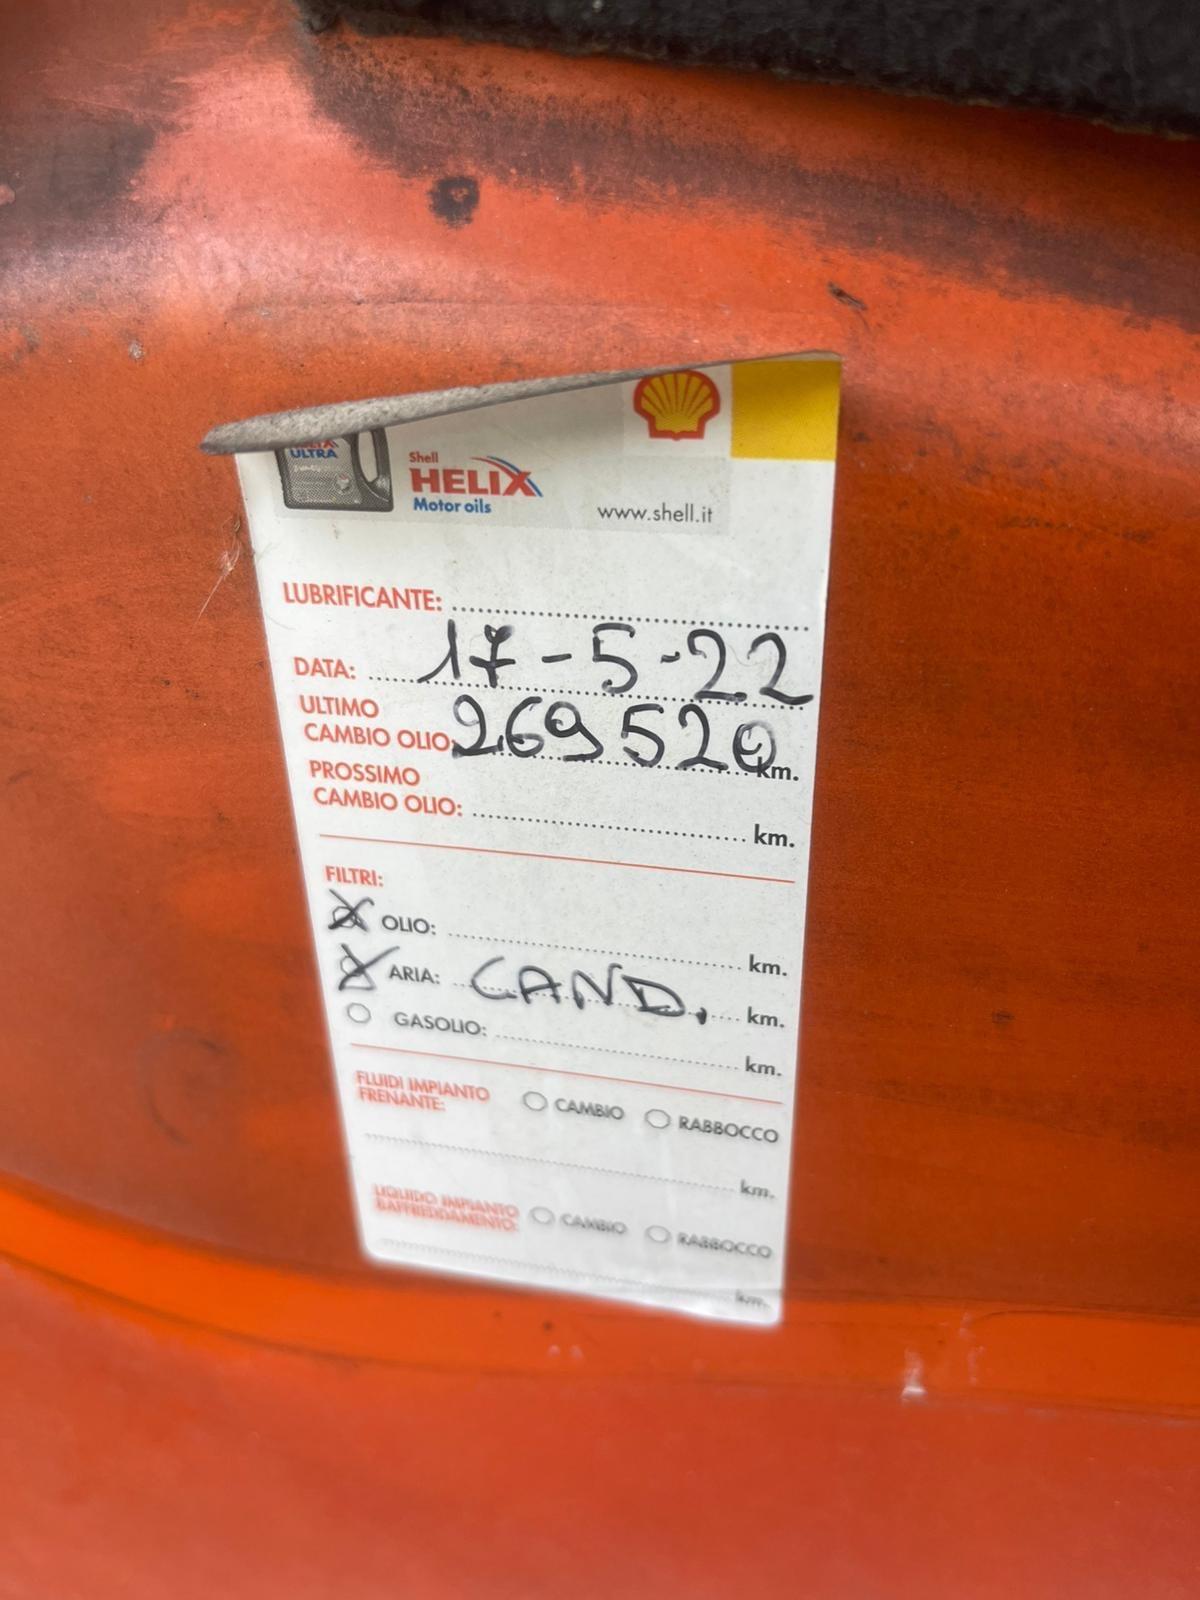 ULTRA
Shell
HELIX
Motor oils
www.shell.it
LUBRIFICANTE:
DATA: 17-5-22
ULTIMO
CAMBIO OLIO: 269520 km.
PROSSIMO
CAMBIO OLIO: km.
FILTRI:
OLIO: km.
ARIA: CAND. km.
GASOLIO: km.
FLUIDI IMPIANTO
FRENANTE: CAMBIO RABBOCCO
km.
LIQUIDO IMPIANTO
RAFFREDDAMENTO: CAMBIO RABBOCCO
km.